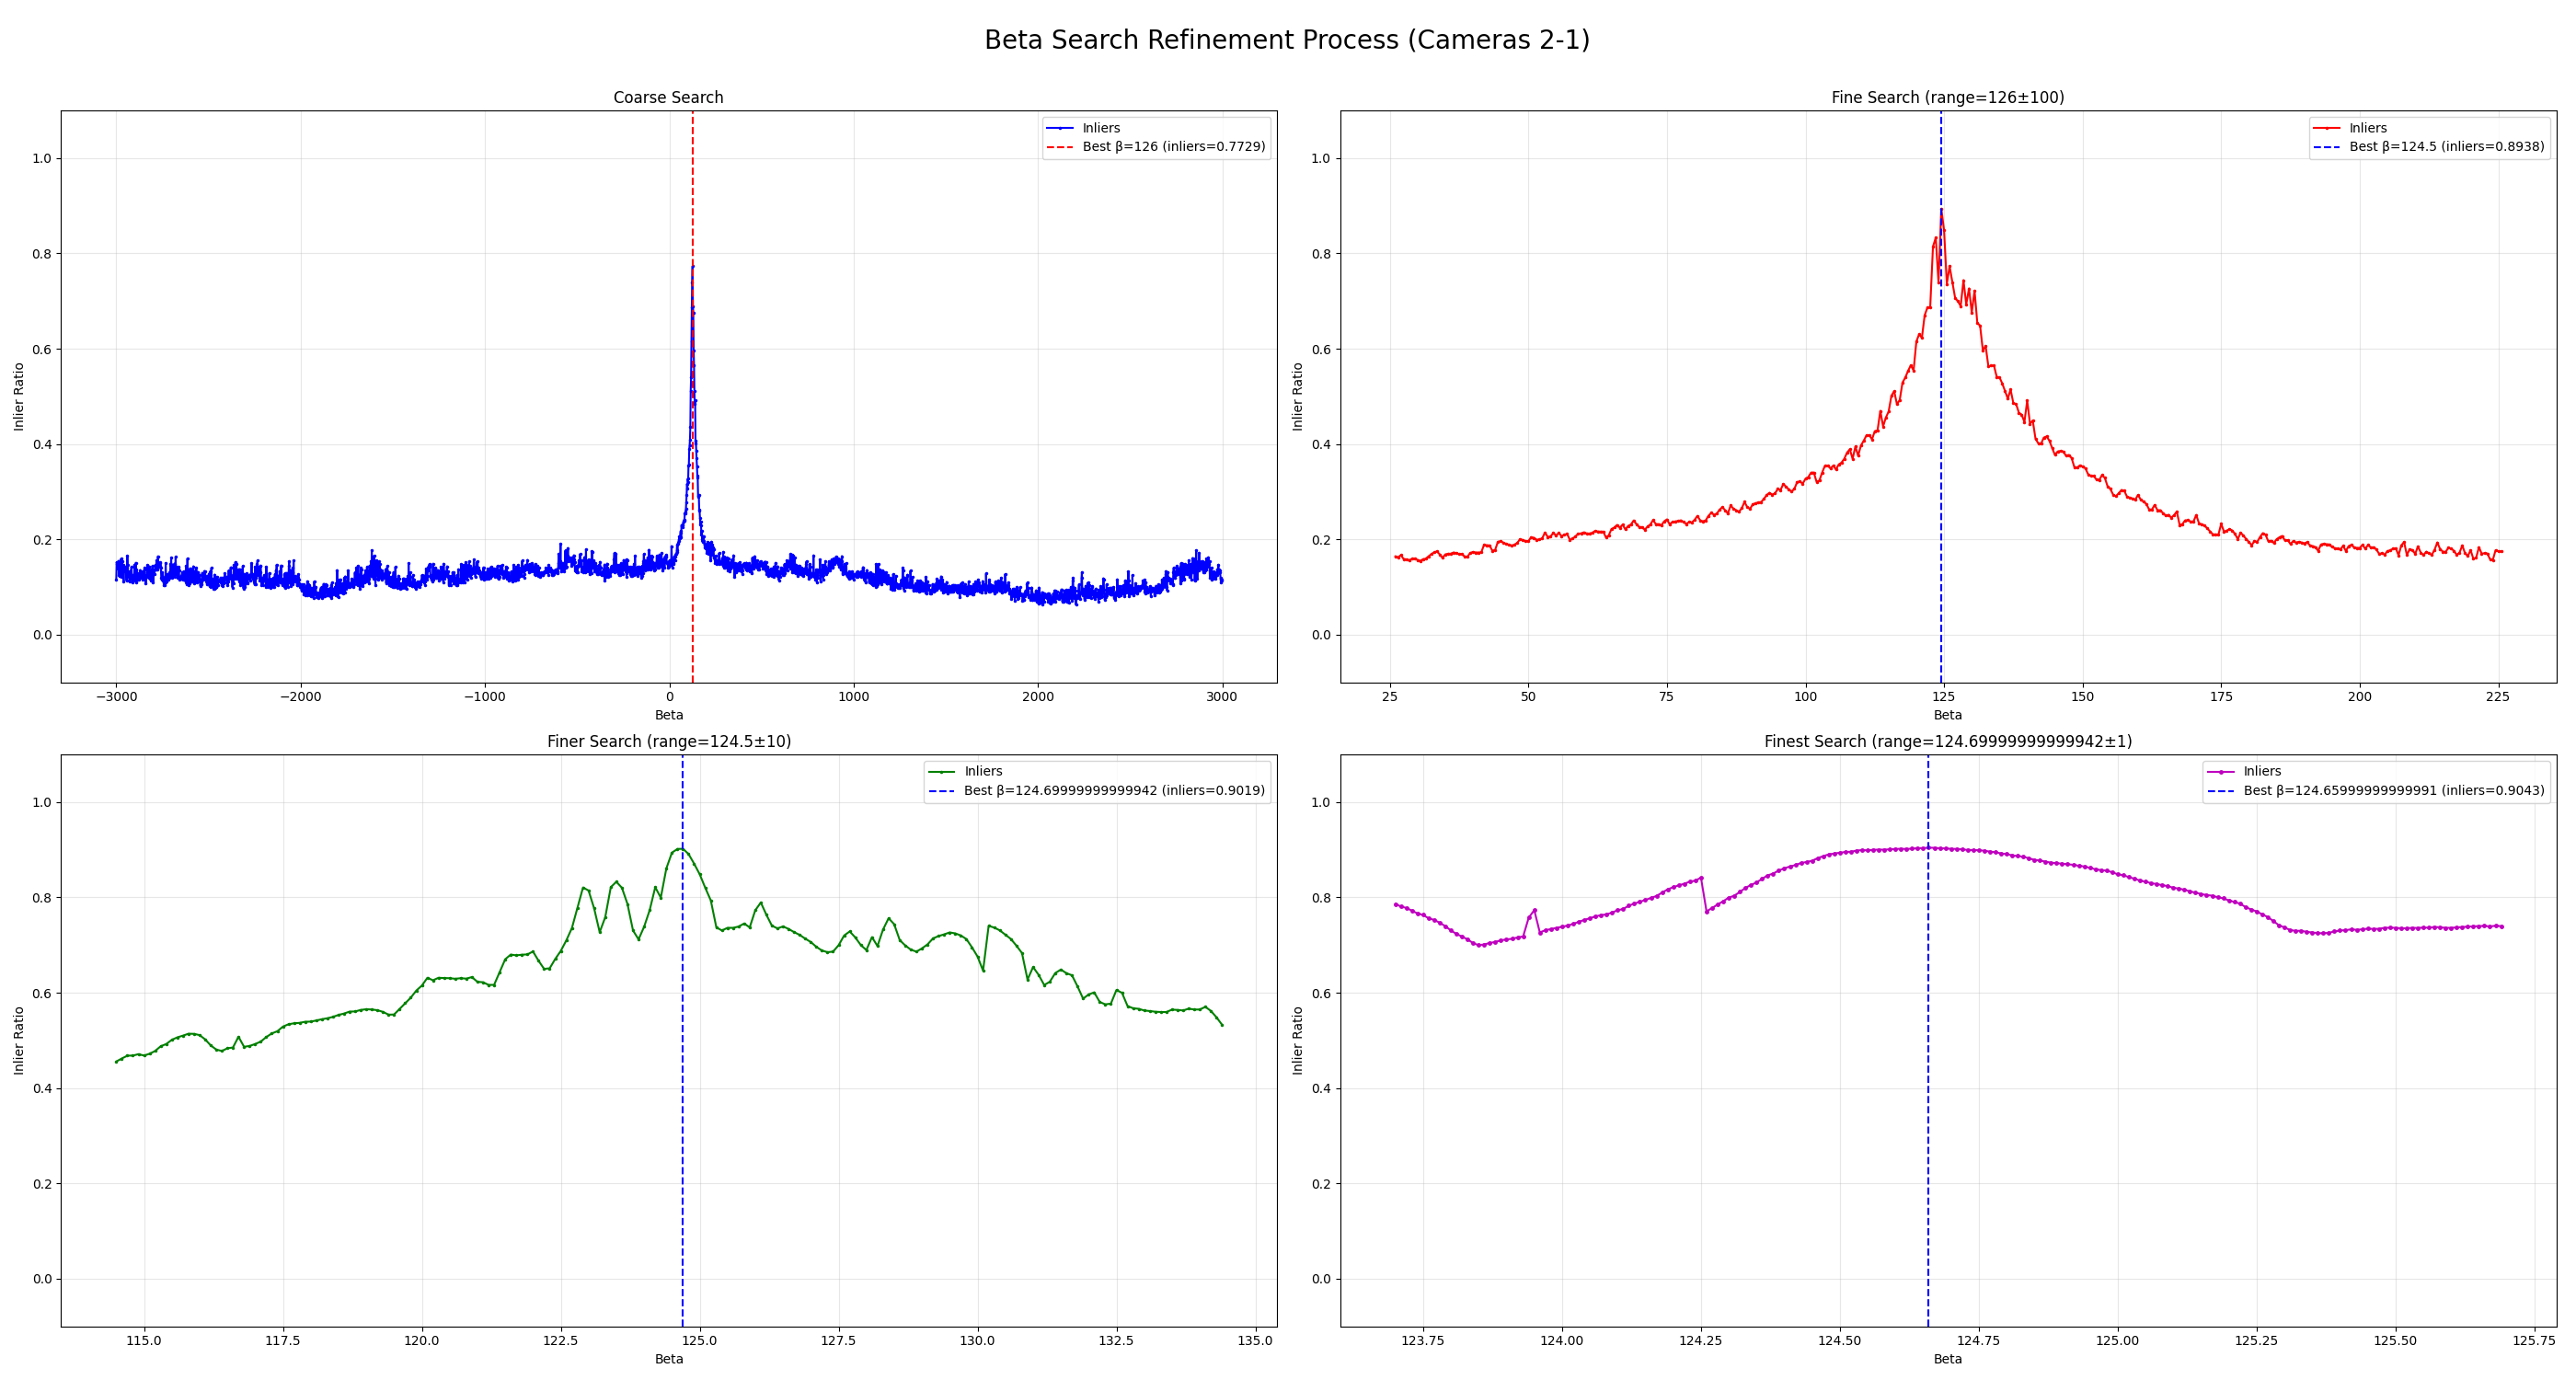 Beta Search Refinement Process (Cameras 2-1)
Coarse Search
Inliers
Best β=126 (inliers=0.7729)
Inlier Ratio
1.0
0.8
0.6
0.4
0.2
0.0
−3000 −2000 −1000 0 1000 2000 3000
Beta
Fine Search (range=126±100)
Inliers
Best β=124.5 (inliers=0.8938)
Inlier Ratio
1.0
0.8
0.6
0.4
0.2
0.0
25 50 75 100 125 150 175 200 225
Beta
Finer Search (range=124.5±10)
Inliers
Best β=124.69999999999942 (inliers=0.9019)
Inlier Ratio
1.0
0.8
0.6
0.4
0.2
0.0
115.0 117.5 120.0 122.5 125.0 127.5 130.0 132.5 135.0
Beta
Finest Search (range=124.69999999999942±1)
Inliers
Best β=124.65999999999991 (inliers=0.9043)
Inlier Ratio
1.0
0.8
0.6
0.4
0.2
0.0
123.75 124.00 124.25 124.50 124.75 125.00 125.25 125.50 125.75
Beta